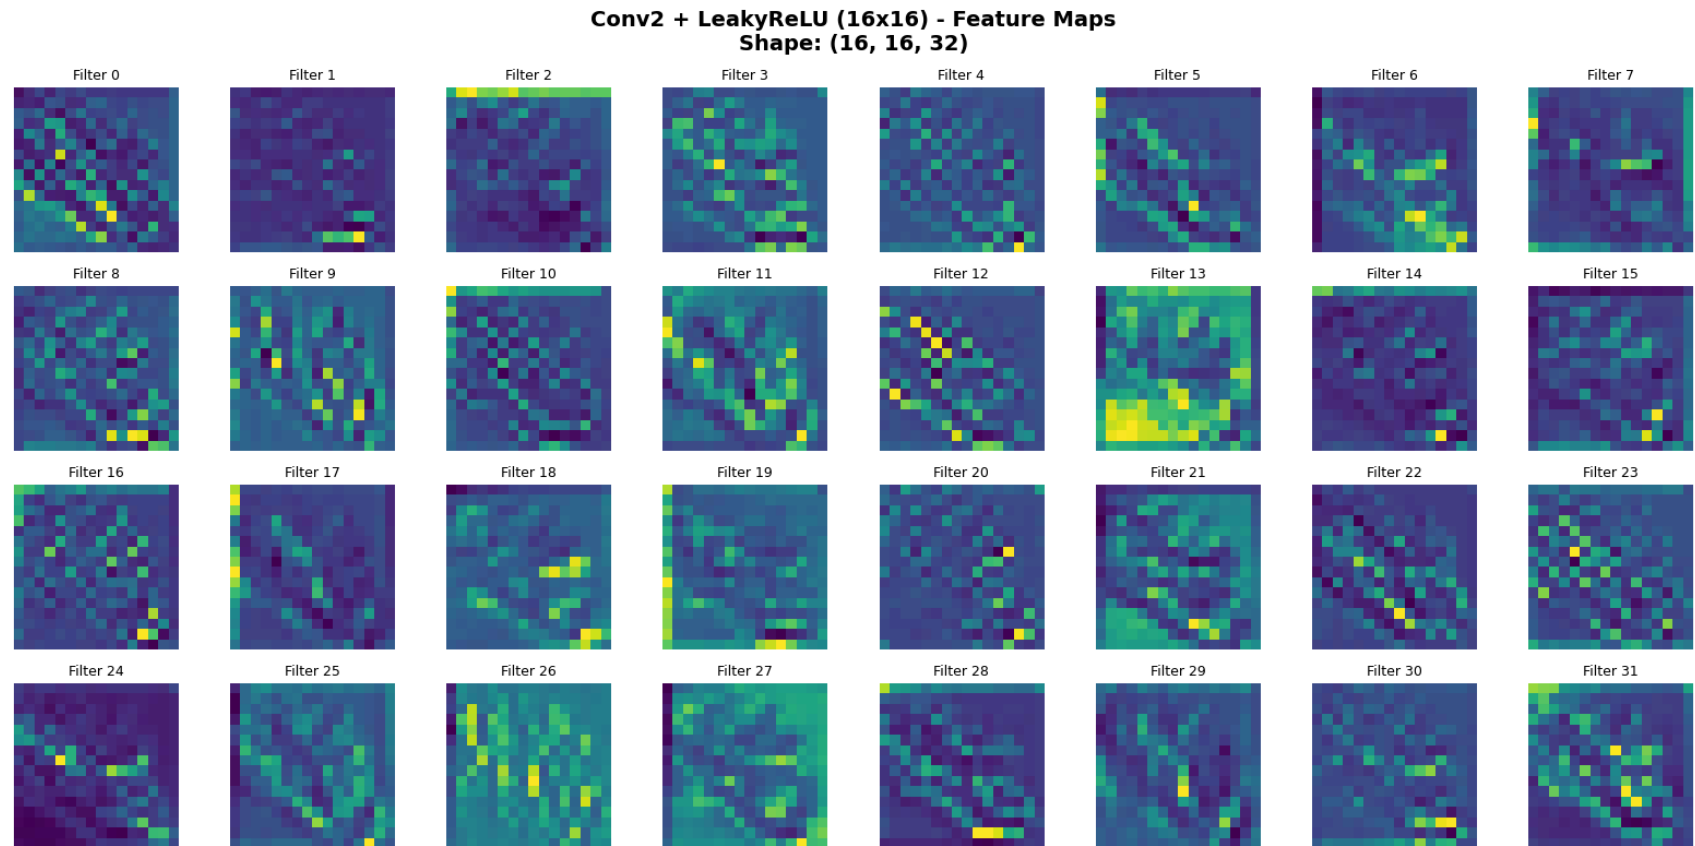 Conv2 + LeakyReLU (16x16) - Feature Maps
Shape: (16, 16, 32)
Filter 0 Filter 1 Filter 2 Filter 3 Filter 4 Filter 5 Filter 6 Filter 7
Filter 8 Filter 9 Filter 10 Filter 11 Filter 12 Filter 13 Filter 14 Filter 15
Filter 16 Filter 17 Filter 18 Filter 19 Filter 20 Filter 21 Filter 22 Filter 23
Filter 24 Filter 25 Filter 26 Filter 27 Filter 28 Filter 29 Filter 30 Filter 31